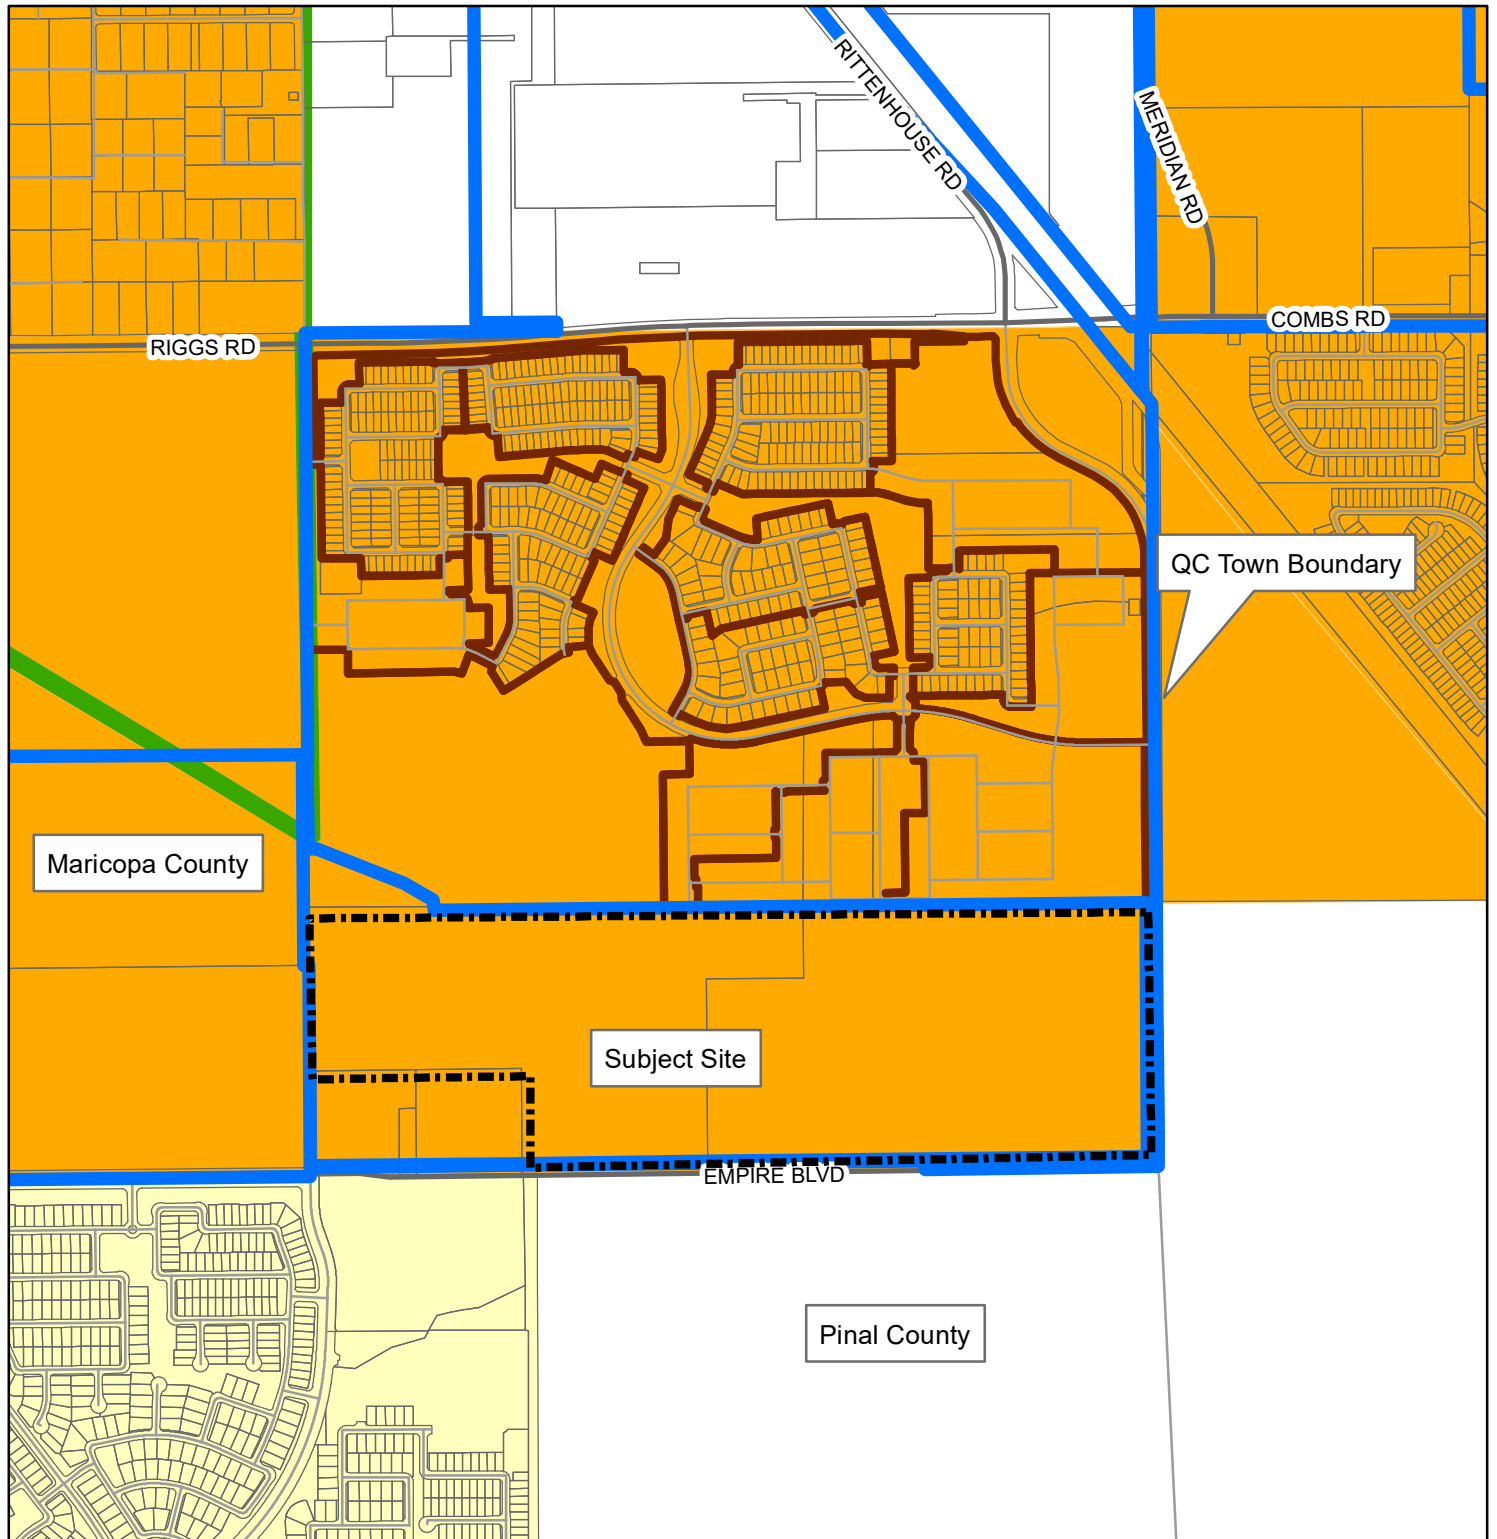 RITTENHOUSE RD
MERIDIAN RD
COMBS RD
RIGGS RD
QC Town Boundary
Maricopa County
Subject Site
EMPIRE BLVD
Pinal County